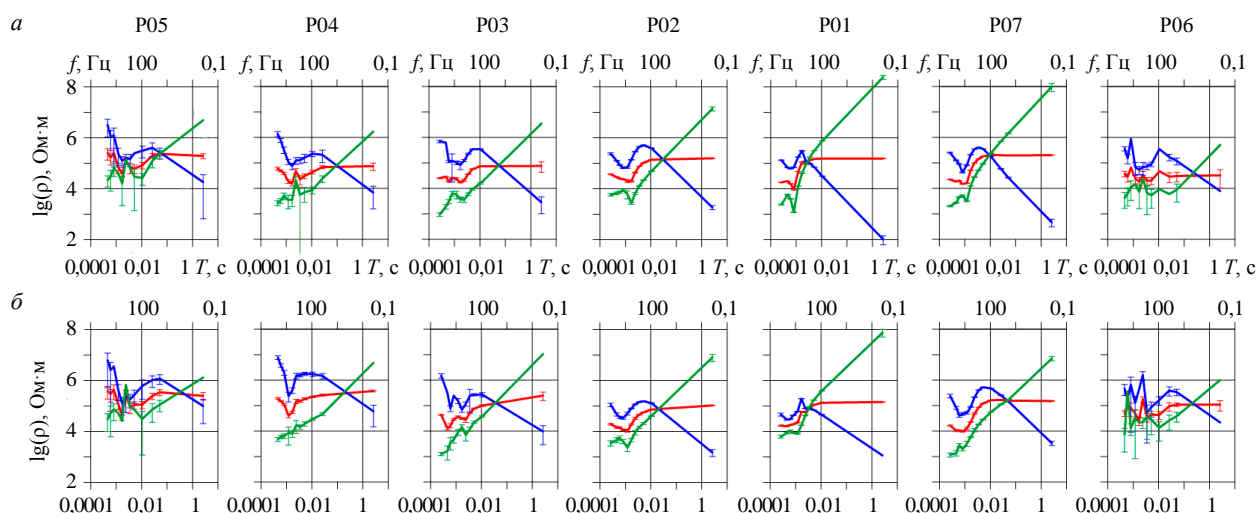 а P05 P04 P03 P02 P01 P07 P06
f, Гц 100 0,1 f, Гц 100 0,1 f, Гц 100 0,1 f, Гц 100 0,1 f, Гц 100 0,1 f, Гц 100 0,1 f, Гц 100 0,1
8
6
lg(ρ), Ом·м
4
2
0,0001 0,01 1 T, с 0,0001 0,01 1 T, с 0,0001 0,01 1 T, с 0,0001 0,01 1 T, с 0,0001 0,01 1 T, с 0,0001 0,01 1 T, с 0,0001 0,01 1 T, с
б 100 0,1 100 0,1 100 0,1 100 0,1 100 0,1 100 0,1 100 0,1
8
6
lg(ρ), Ом·м
4
2
0,0001 0,01 1 0,0001 0,01 1 0,0001 0,01 1 0,0001 0,01 1 0,0001 0,01 1 0,0001 0,01 1 0,0001 0,01 1